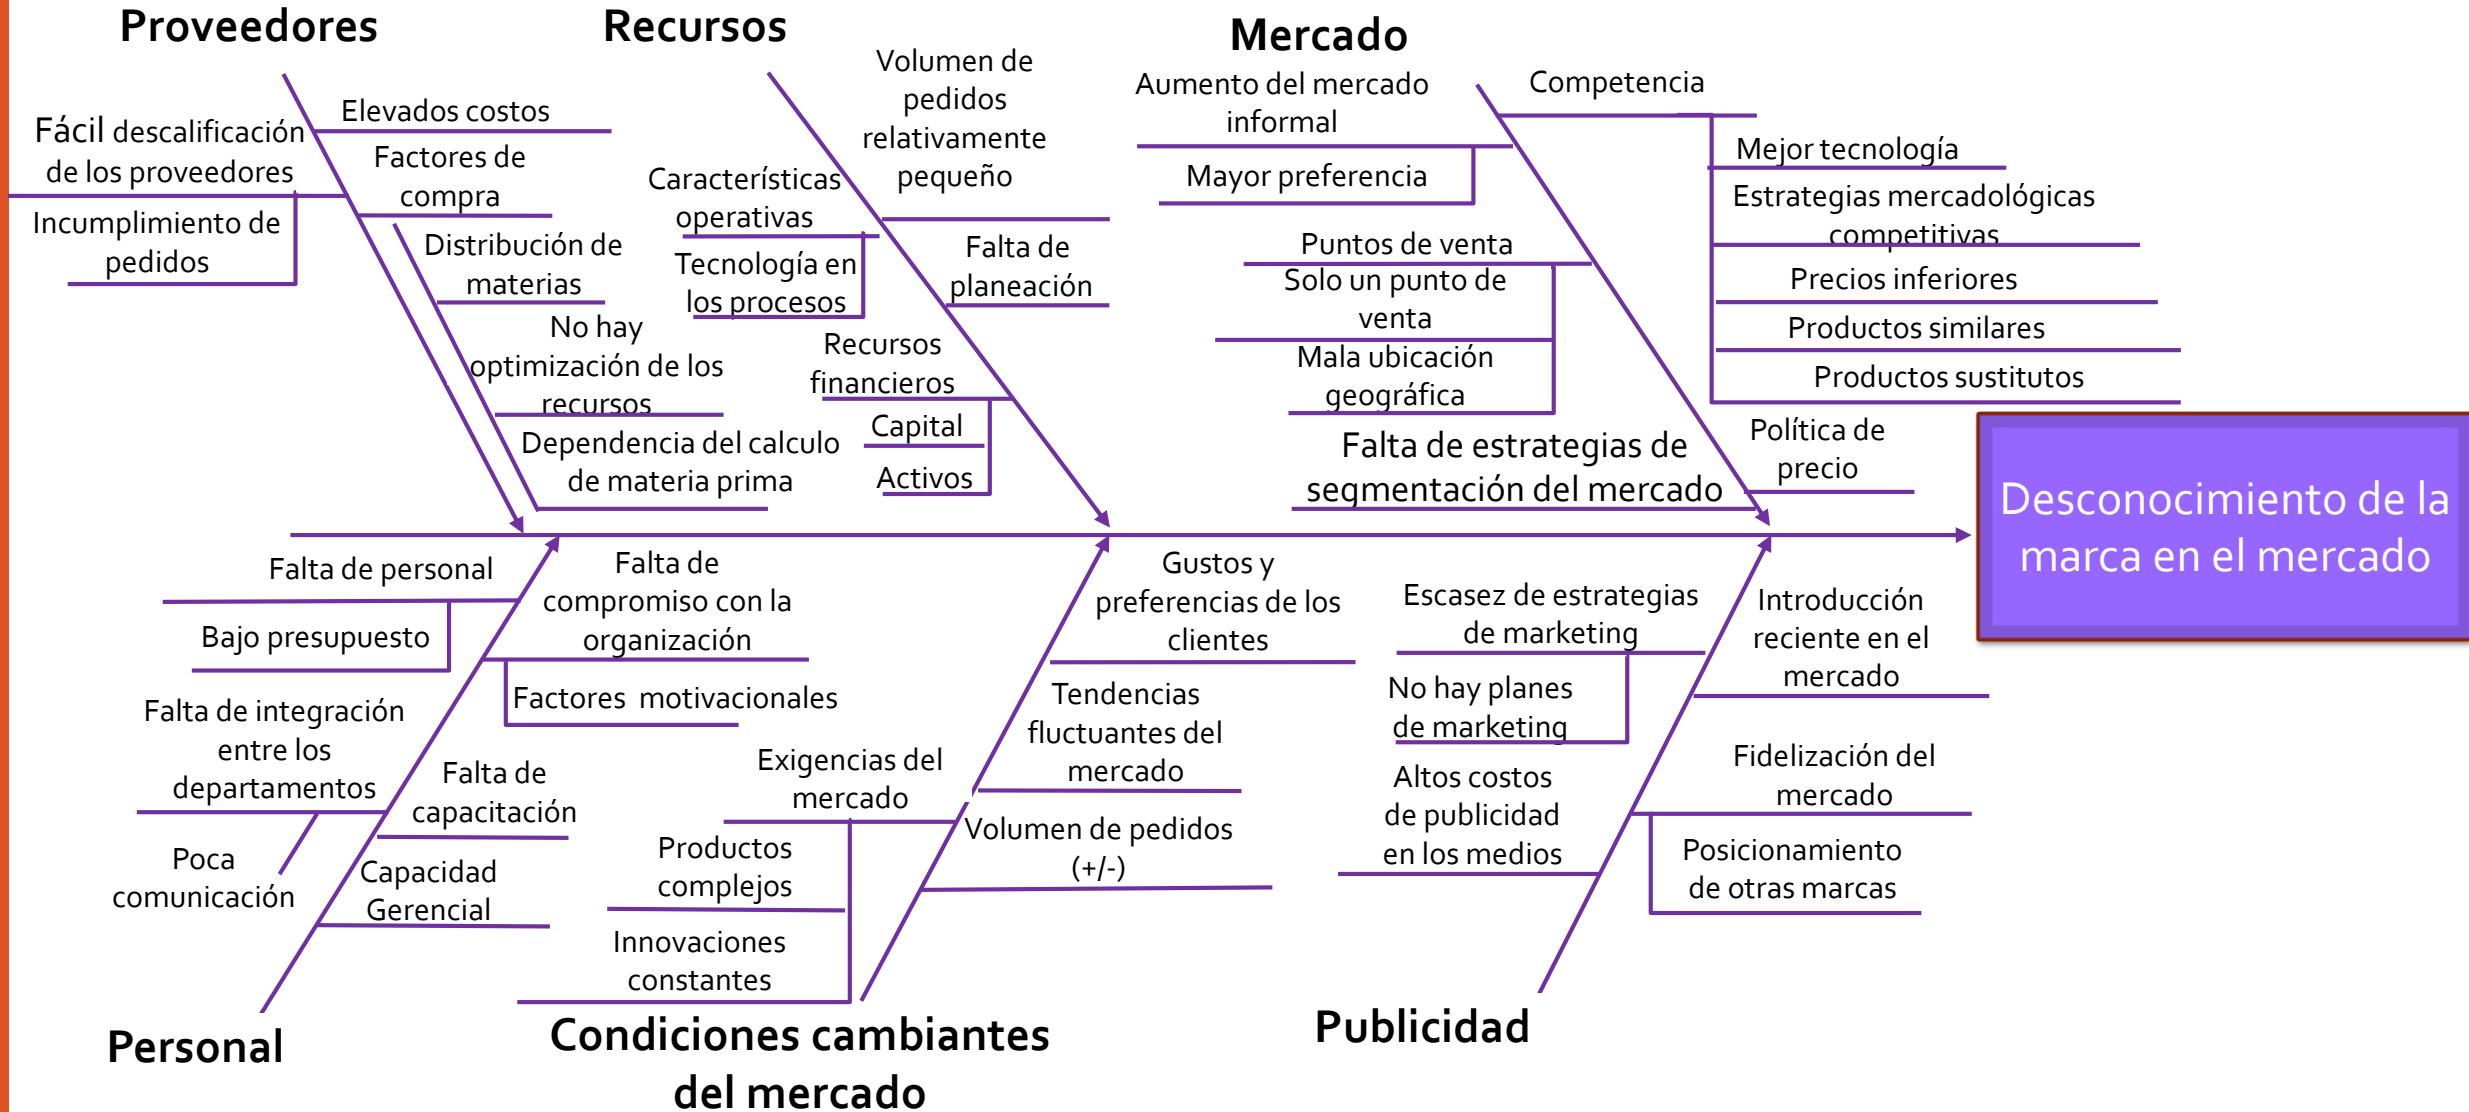 Proveedores
Recursos
Mercado
Fácil descalificación
de los proveedores
Incumplimiento de
pedidos
Elevados costos
Factores de
compra
Distribución de
materias
No hay
optimización de los
recursos
Dependencia del calculo
de materia prima
Características
operativas
Tecnología en
los procesos
Recursos
financieros
Capital
Activos
Volumen de
pedidos
relativamente
pequeño
Falta de
planeación
Aumento del mercado
informal
Mayor preferencia
Puntos de venta
Solo un punto de
venta
Mala ubicación
geográfica
Falta de estrategias de
segmentación del mercado
Competencia
Mejor tecnología
Estrategias mercadológicas
competitivas
Precios inferiores
Productos similares
Productos sustitutos
Política de
precio
Desconocimiento de la
marca en el mercado
Falta de personal
Bajo presupuesto
Falta de integración
entre los
departamentos
Poca
comunicación
Falta de
compromiso con la
organización
Factores motivacionales
Falta de
capacitación
Capacidad
Gerencial
Exigencias del
mercado
Productos
complejos
Innovaciones
constantes
Gustos y
preferencias de los
clientes
Tendencias
fluctuantes del
mercado
Volumen de pedidos
(+/-)
Escasez de estrategias
de marketing
No hay planes
de marketing
Altos costos
de publicidad
en los medios
Introducción
reciente en el
mercado
Fidelización del
mercado
Posicionamiento
de otras marcas
Personal
Condiciones cambiantes
del mercado
Publicidad